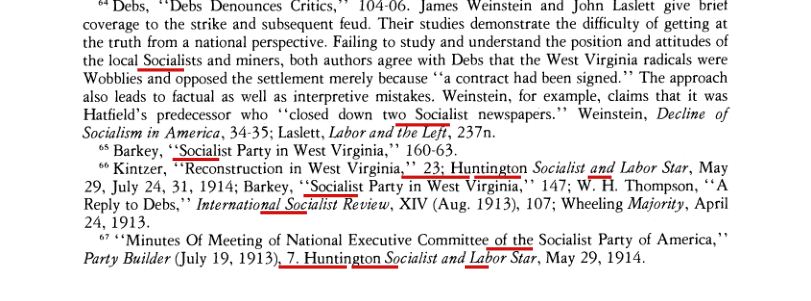 ⁶⁴ Debs, ‘‘Debs Denounces Critics,’’ 104-06. James Weinstein and John Laslett give brief
coverage to the strike and subsequent feud. Their studies demonstrate the difficulty of getting at
the truth from a national perspective. Failing to study and understand the position and attitudes of
the local Socialists and miners, both authors agree with Debs that the West Virginia radicals were
Wobblies and opposed the settlement merely because ‘‘a contract had been signed.’’ The approach
also leads to factual as well as interpretive mistakes. Weinstein, for example, claims that it was
Hatfield's predecessor who ‘‘closed down two Socialist newspapers.’’ Weinstein, Decline of
Socialism in America, 34-35; Laslett, Labor and the Left, 237n.
⁶⁵ Barkey, ‘‘Socialist Party in West Virginia,’’ 160-63.
⁶⁶ Kintzer, ‘‘Reconstruction in West Virginia,’’ 23; Huntington Socialist and Labor Star, May
29, July 24, 31, 1914; Barkey, ‘‘Socialist Party in West Virginia,’’ 147; W. H. Thompson, ‘‘A
Reply to Debs,’’ International Socialist Review, XIV (Aug. 1913), 107; Wheeling Majority, April
24, 1913.
⁶⁷ ‘‘Minutes Of Meeting of National Executive Committee of the Socialist Party of America,’’
Party Builder (July 19, 1913), 7. Huntington Socialist and Labor Star, May 29, 1914.